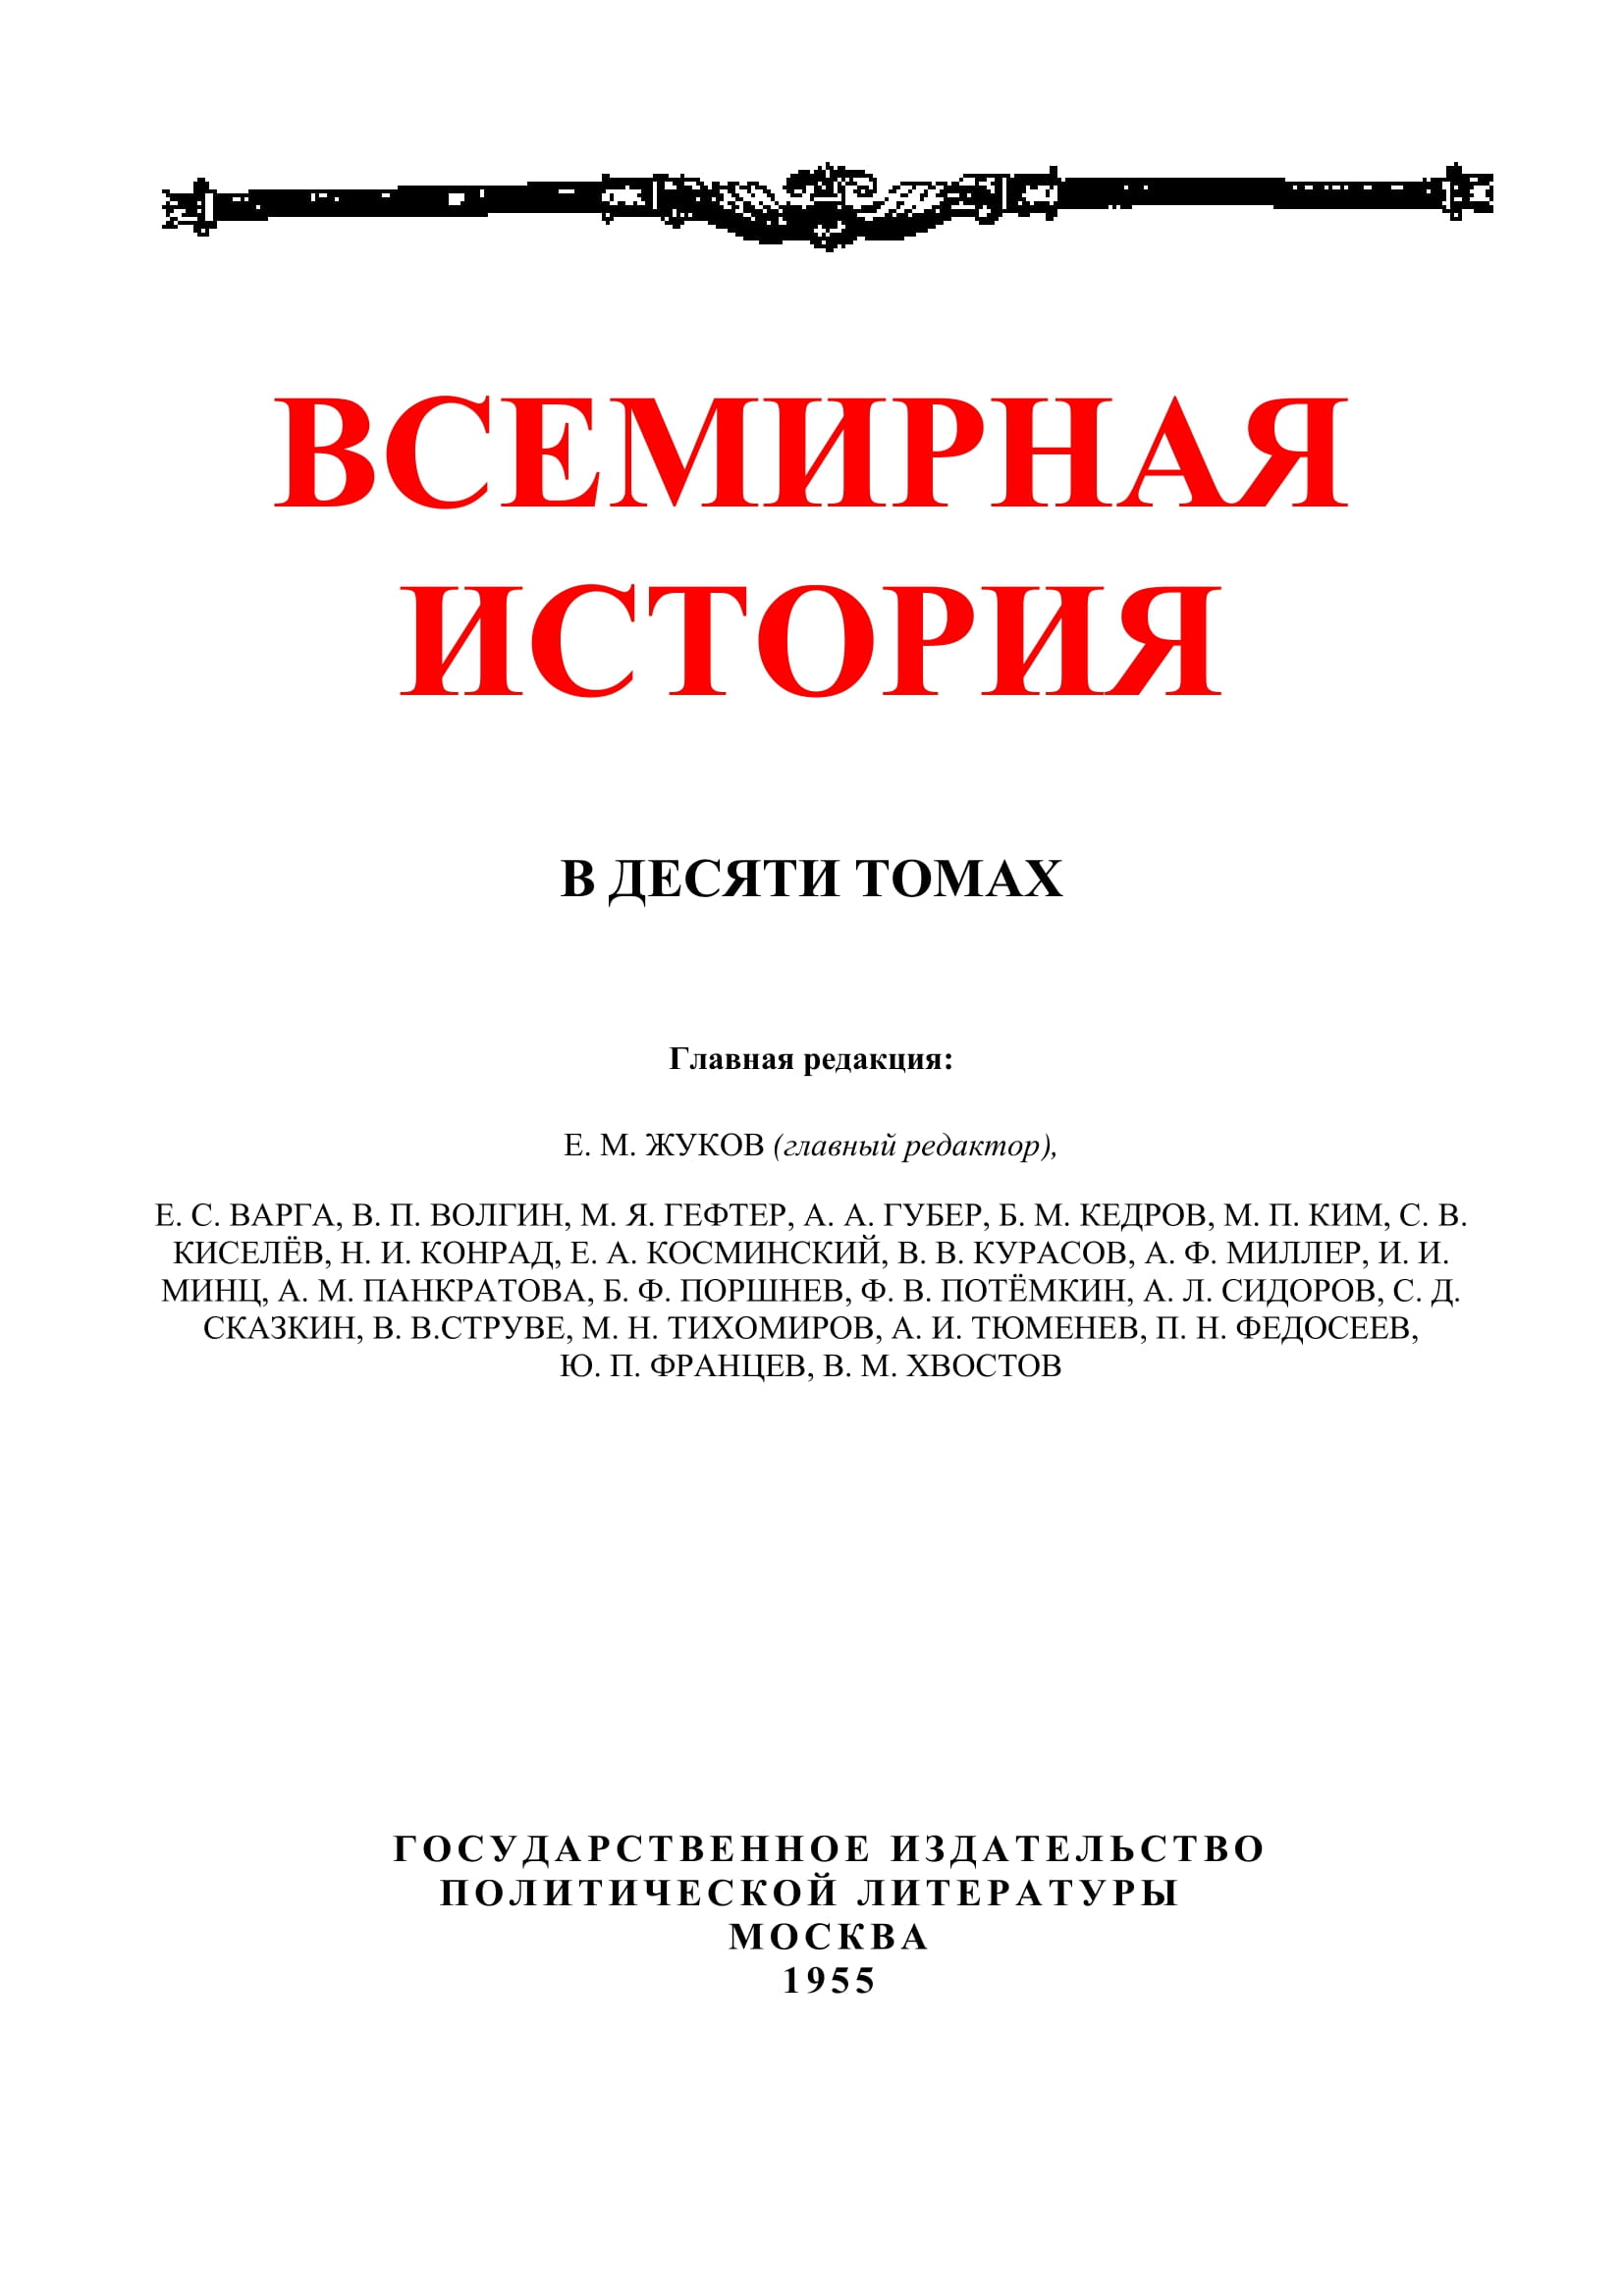 ВСЕМИРНАЯ
ИСТОРИЯ
В ДЕСЯТИ ТОМАХ
Главная редакция:
Е. М. ЖУКОВ (главный редактор),
Е. С. ВАРГА, В. П. ВОЛГИН, М. Я. ГЕФТЕР, А. А. ГУБЕР, Б. М. КЕДРОВ, М. П. КИМ, С. В.
КИСЕЛЁВ, Н. И. КОНРАД, Е. А. КОСМИНСКИЙ, В. В. КУРАСОВ, А. Ф. МИЛЛЕР, И. И.
МИНЦ, А. М. ПАНКРАТОВА, Б. Ф. ПОРШНЕВ, Ф. В. ПОТЁМКИН, А. Л. СИДОРОВ, С. Д.
СКАЗКИН, В. В.СТРУВЕ, М. Н. ТИХОМИРОВ, А. И. ТЮМЕНЕВ, П. Н. ФЕДОСЕЕВ,
Ю. П. ФРАНЦЕВ, В. М. ХВОСТОВ
ГОСУДАРСТВЕННОЕ ИЗДАТЕЛЬСТВО
ПОЛИТИЧЕСКОЙ ЛИТЕРАТУРЫ
МОСКВА
1955